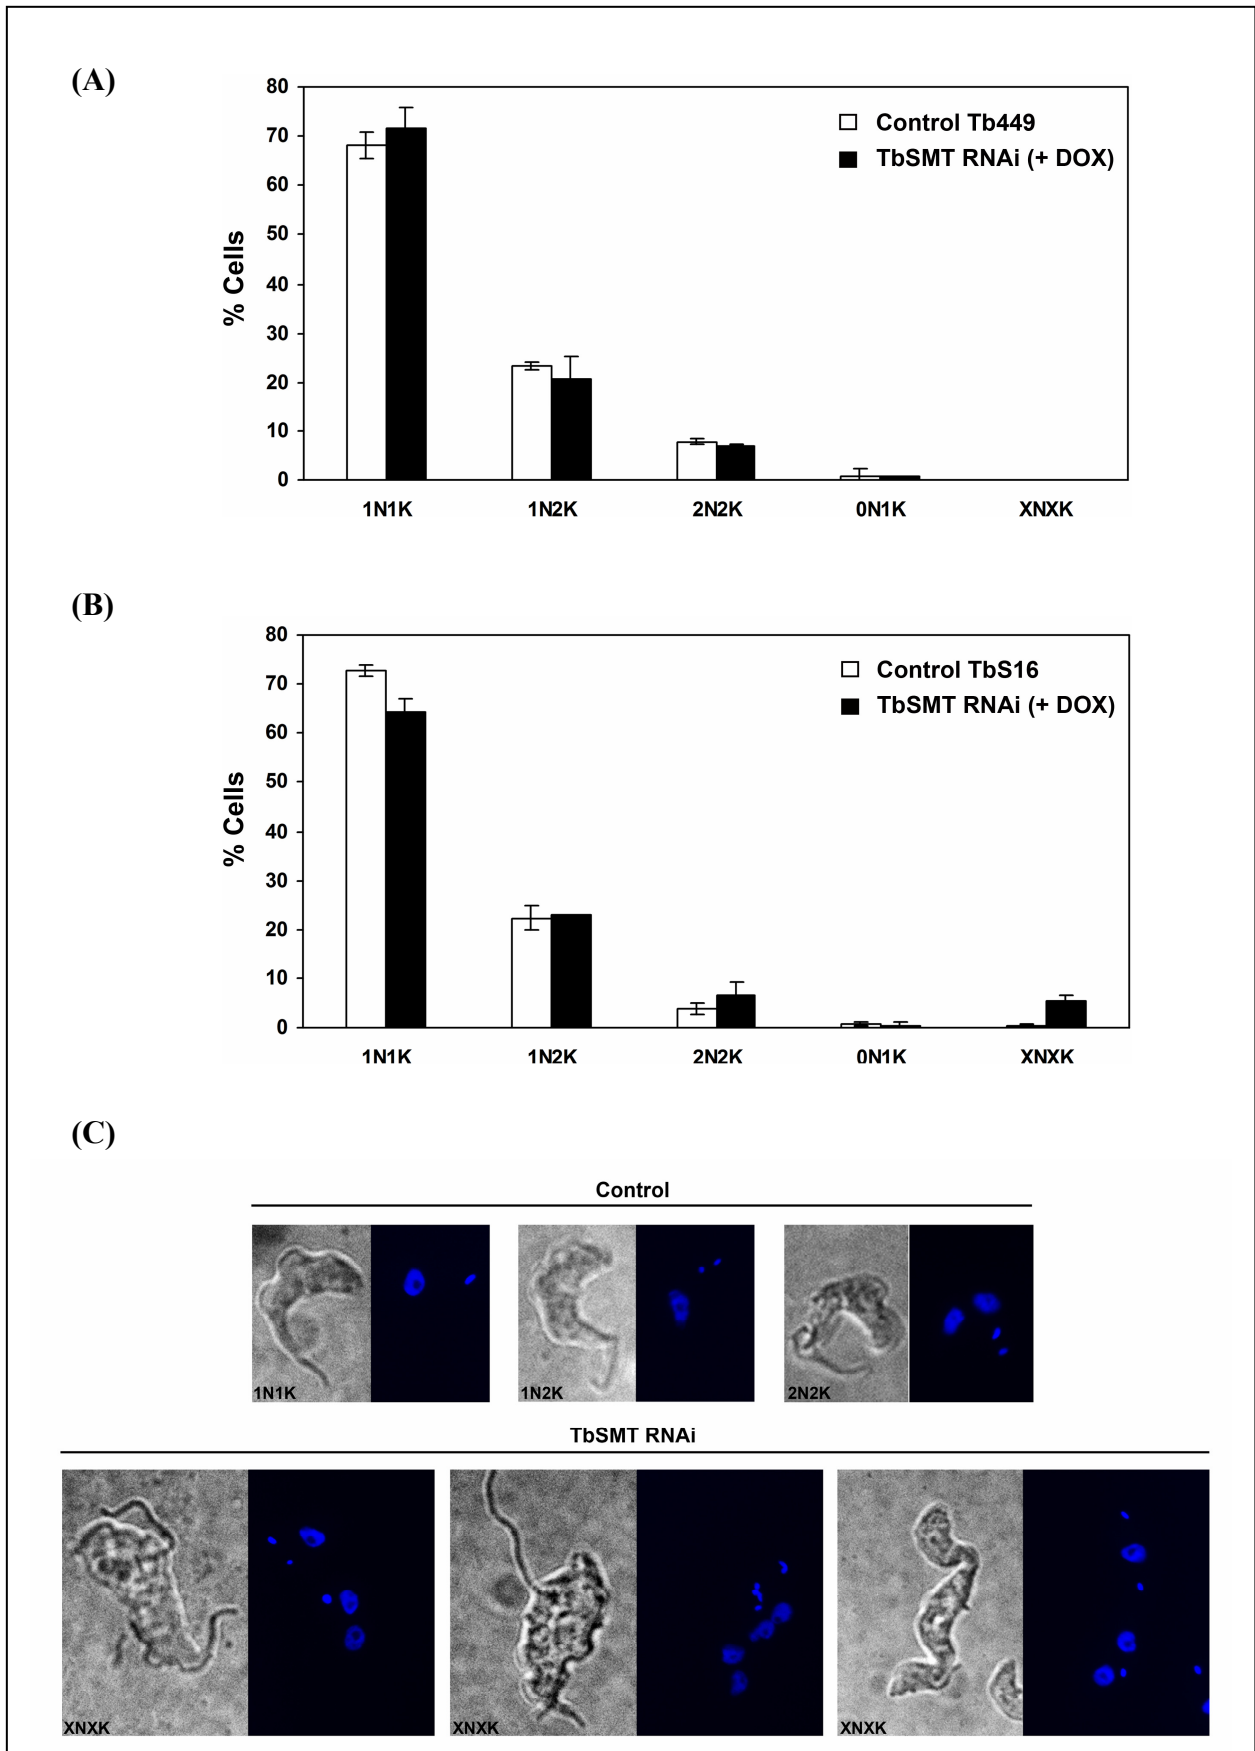 (A)
80
70
60
50
40
30
20
10
0
% Cells
Control Tb449
TbSMT RNAi (+ DOX)
1N1K
1N2K
2N2K
0N1K
XNXK
(B)
80
70
60
50
40
30
20
10
0
% Cells
Control TbS16
TbSMT RNAi (+ DOX)
1N1K
1N2K
2N2K
0N1K
XNXK
(C)
Control
1N1K
1N2K
2N2K
TbSMT RNAi
XNXK
XNXK
XNXK